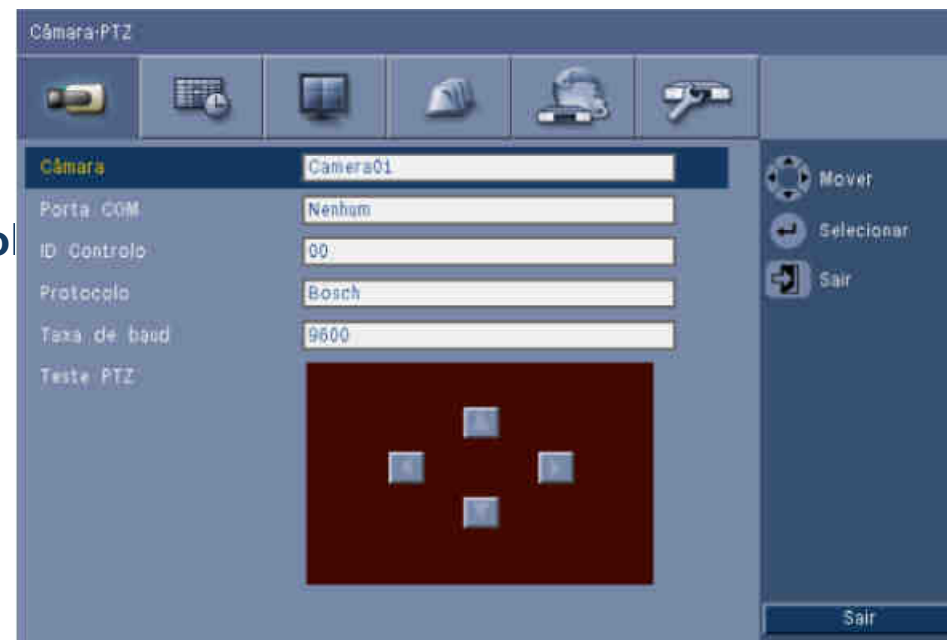 Câmara-PTZ
Câmara Camera01
Porta COM Nenhum
ID Controlo 00
Protocolo Bosch
Taxa de baud 9600
Teste PTZ
Mover
Selecionar
Sair
Sair